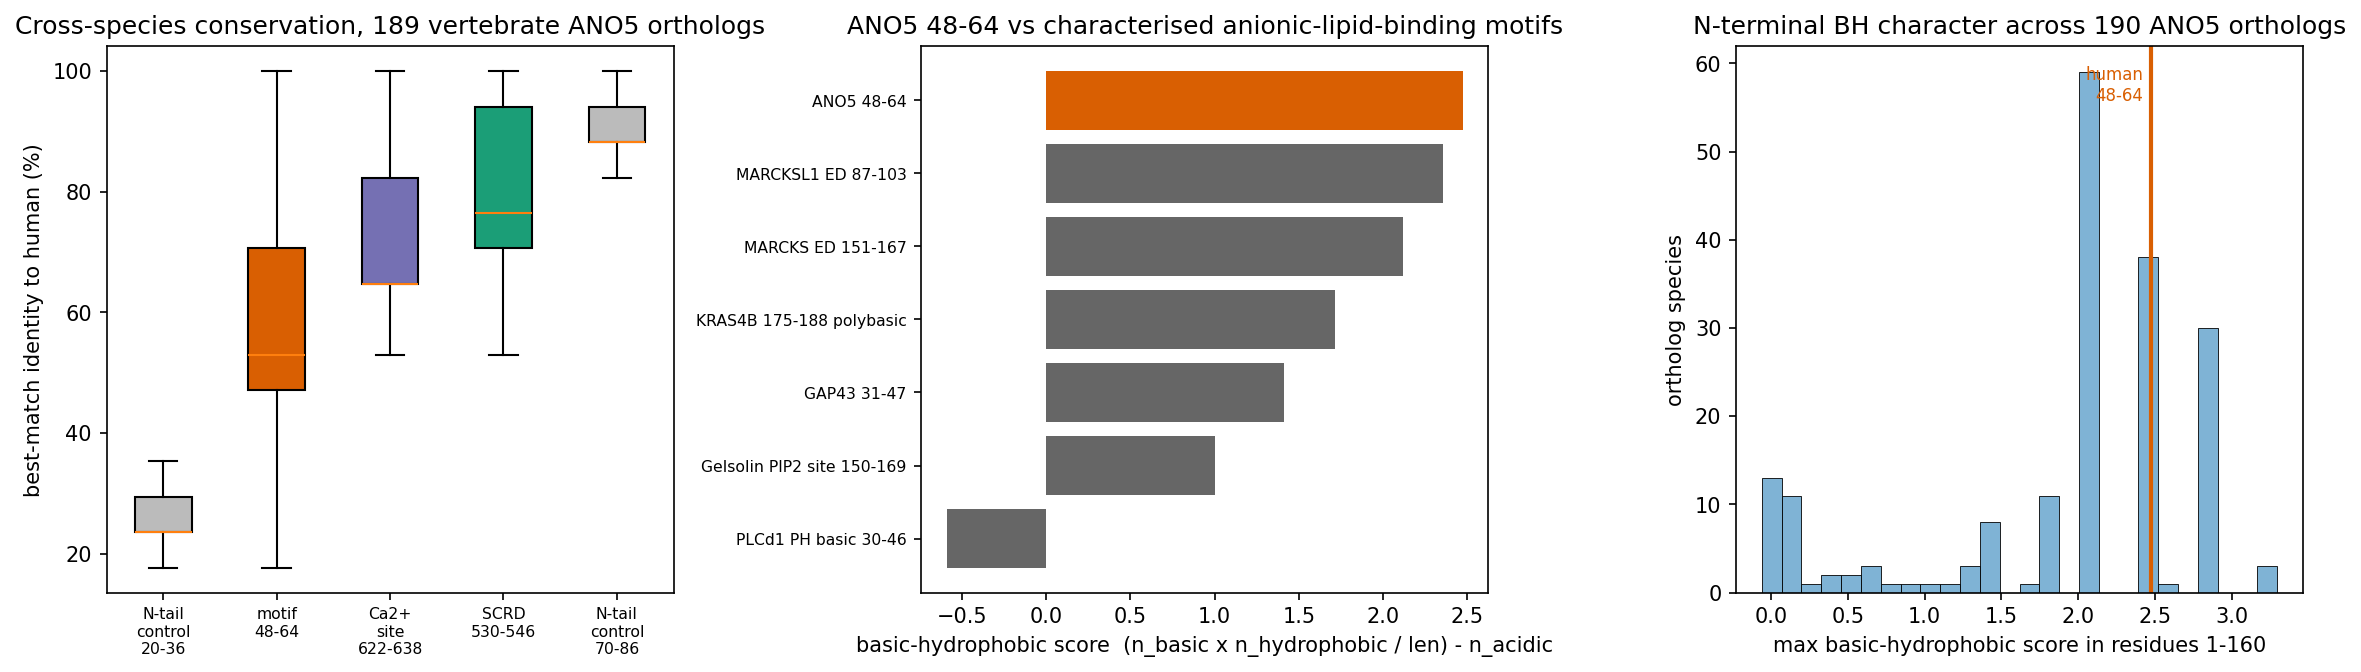 Cross-species conservation, 189 vertebrate ANO5 orthologs
best-match identity to human (%)
100
80
60
40
20
N-tail
control
20-36
motif
48-64
Ca2+
site
622-638
SCRD
530-546
N-tail
control
70-86
ANO5 48-64 vs characterised anionic-lipid-binding motifs
ANO5 48-64
MARCKSL1 ED 87-103
MARCKS ED 151-167
KRAS4B 175-188 polybasic
GAP43 31-47
Gelsolin PIP2 site 150-169
PLCd1 PH basic 30-46
−0.5 0.0 0.5 1.0 1.5 2.0 2.5
basic-hydrophobic score (n_basic x n_hydrophobic / len) - n_acidic
N-terminal BH character across 190 ANO5 orthologs
human
48-64
ortholog species
60
50
40
30
20
10
0
0.0 0.5 1.0 1.5 2.0 2.5 3.0
max basic-hydrophobic score in residues 1-160